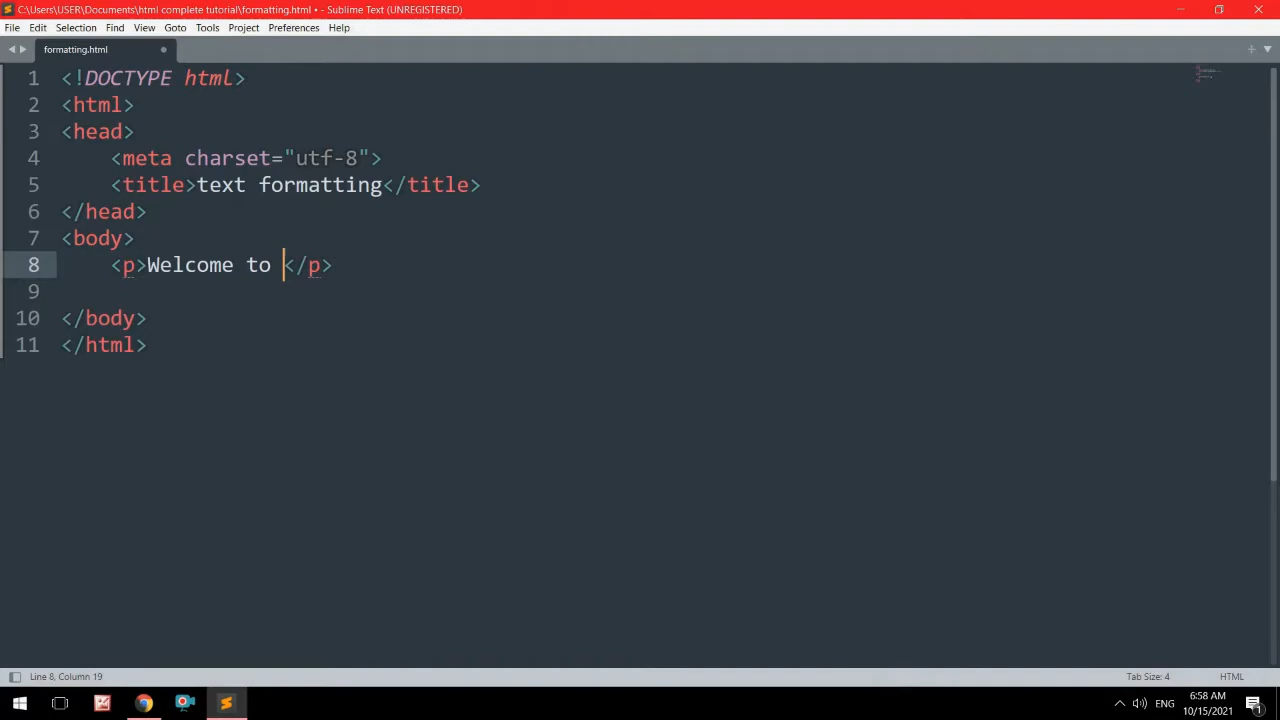 C:\Users\USER\Documents\html complete tutorial\formatting.html • - Sublime Text (UNREGISTERED)
File Edit Selection Find View Goto Tools Project Preferences Help
formatting.html
1 <!DOCTYPE html>
2 <html>
3 <head>
4 <meta charset="utf-8">
5 <title>text formatting</title>
6 </head>
7 <body>
8 <p>Welcome to </p>
9
10 </body>
11 </html>
Line 8, Column 19 Tab Size: 4 HTML
ENG 6:58 AM
10/15/2021 1